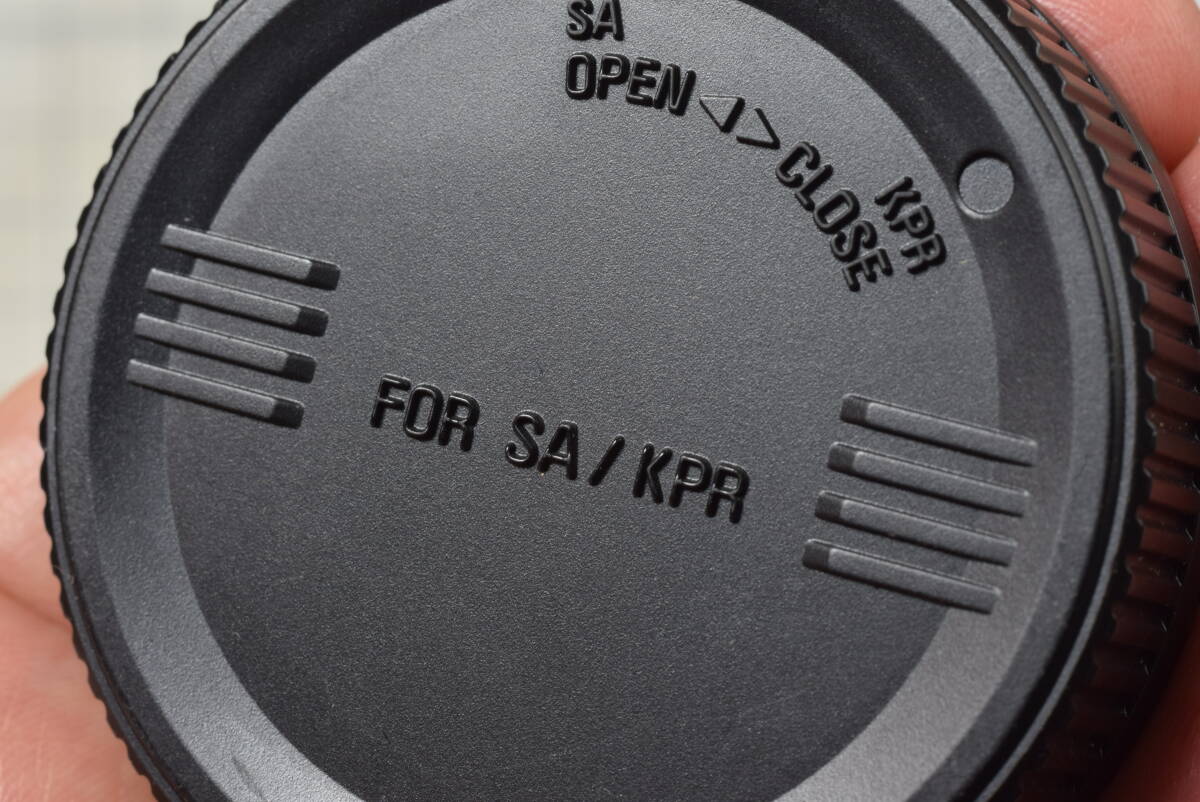 SA
OPEN ◁ ▷ CLOSE
KPR
FOR SA/KPR